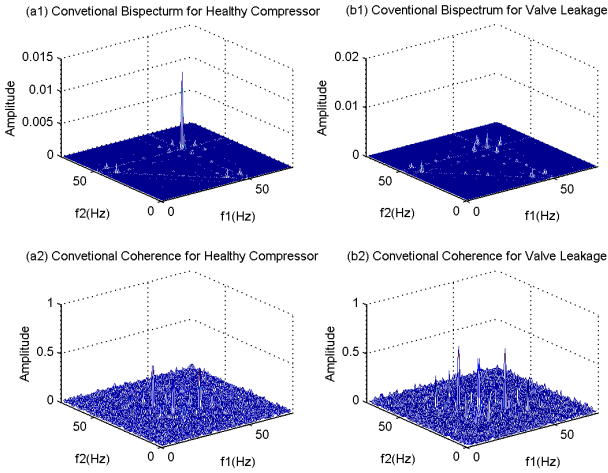 (a1) Convetional Bispecturm for Healthy Compressor
0.015
0.01
0.005
0
Amplitude
50
0
f2(Hz)
0
50
f1(Hz)
(b1) Coventional Bispectrum for Valve Leakage
0.02
0.01
0
Amplitude
50
0
f2(Hz)
0
50
f1(Hz)
(a2) Convetional Coherence for Healthy Compressor
1
0.5
0
Amplitude
50
0
f2(Hz)
0
50
f1(Hz)
(b2) Convetional Coherence for Valve Leakage
1
0.5
0
Amplitude
50
0
f2(Hz)
0
50
f1(Hz)